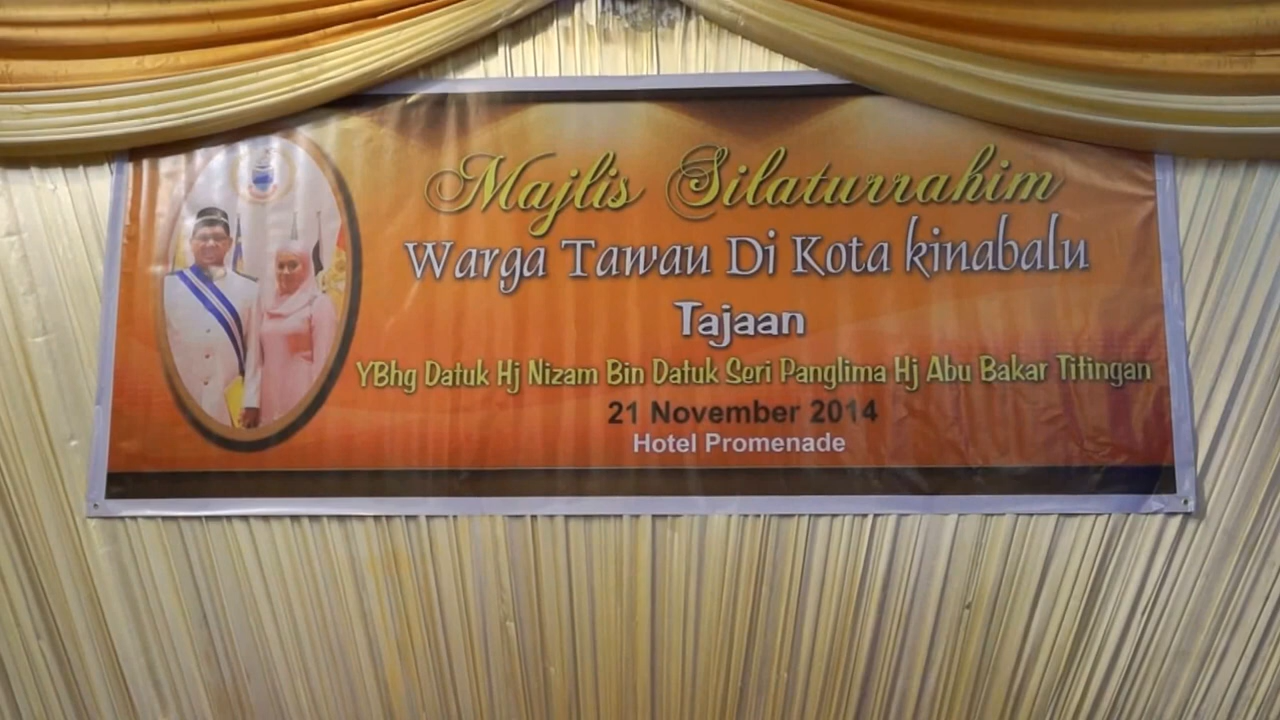 Majlis Silaturrahim
Warga Tawau Di Kota kinabalu
Tajaan
YBhg Datuk Hj Nizam Bin Datuk Seri Panglima Hj Abu Bakar Titingan
21 November 2014
Hotel Promenade